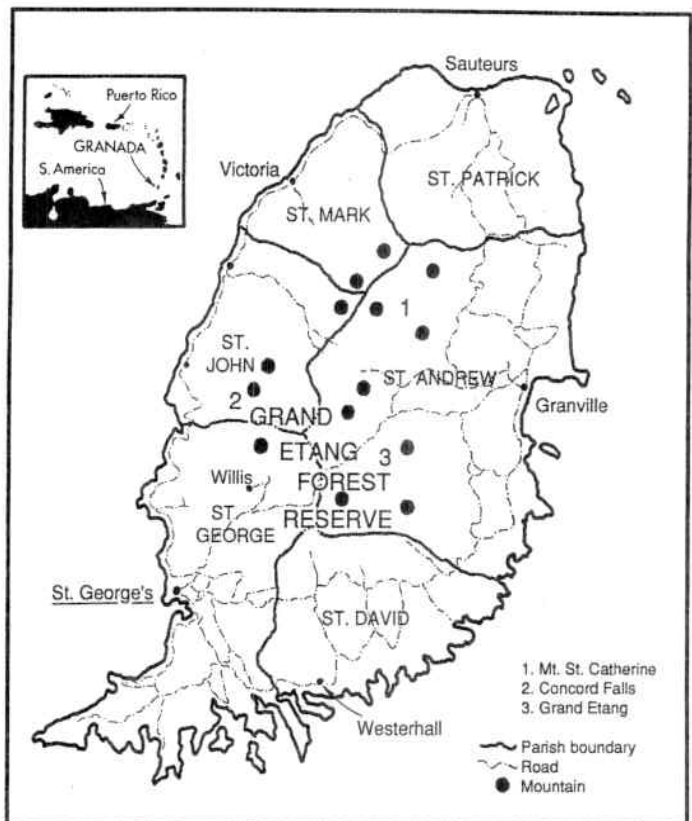 Sauteurs
Puerto Rico
GRANADA
S. America
Victoria
ST. PATRICK
ST. MARK
1
ST.
JOHN
ST. ANDREW
2
GRAND
Granville
ETANG
3
Willis
FOREST
ST.
GEORGE
RESERVE
St. George's
ST. DAVID
1. Mt. St. Catherine
2. Concord Falls
3. Grand Etang
Westerhall
Parish boundary
Road
Mountain